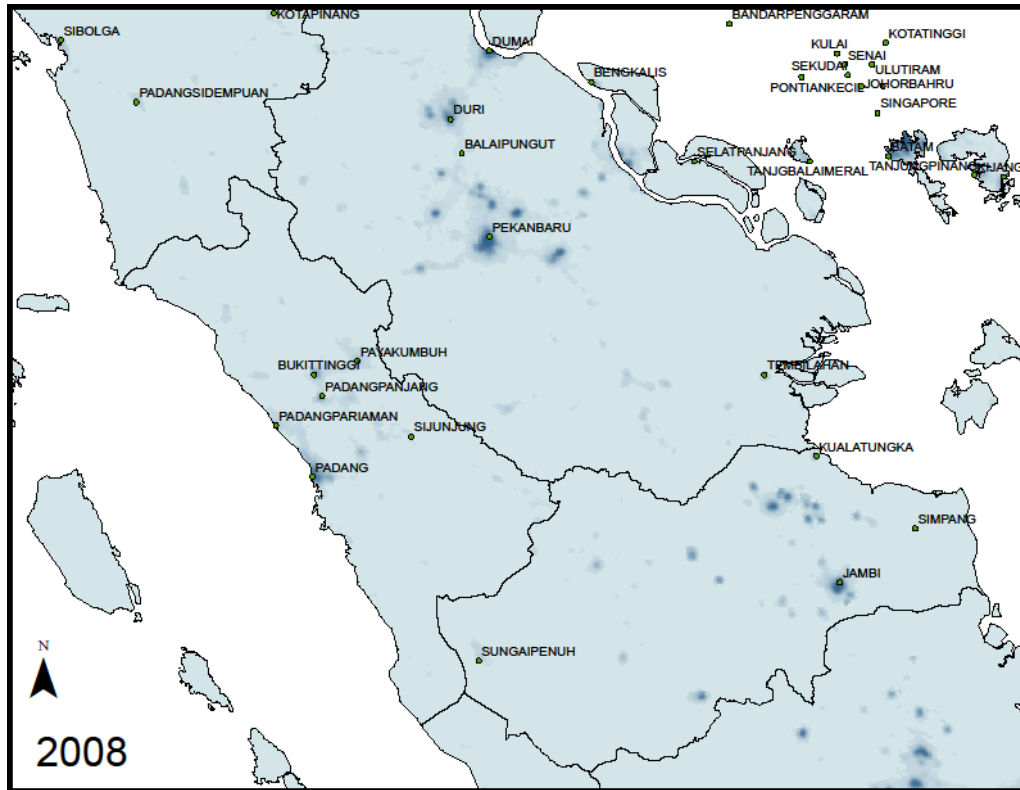 KOTAPINANG
BANDARPENGGARAM
SIBOLGA
KOTATINGGI
DUMAI
KULAI
SENAI
SEKUDAI
ULUTIRAM
BENGKALIS
PONTIANKECIL
JOHORBAHRU
PADANGSIDEMPUAN
SINGAPORE
DURI
BALAIPUNGUT
BATAM
SELATPANJANG
TANJUNGPINANG
KIJANG
TANJGBALAIMERAL
PEKANBARU
PAYAKUMBUH
BUKITTINGGI
TEMBILAHAN
PADANGPANJANG
PADANGPARIAMAN
SIJUNJUNG
KUALATUNGKA
PADANG
SIMPANG
JAMBI
N
SUNGAIPENUH
2008